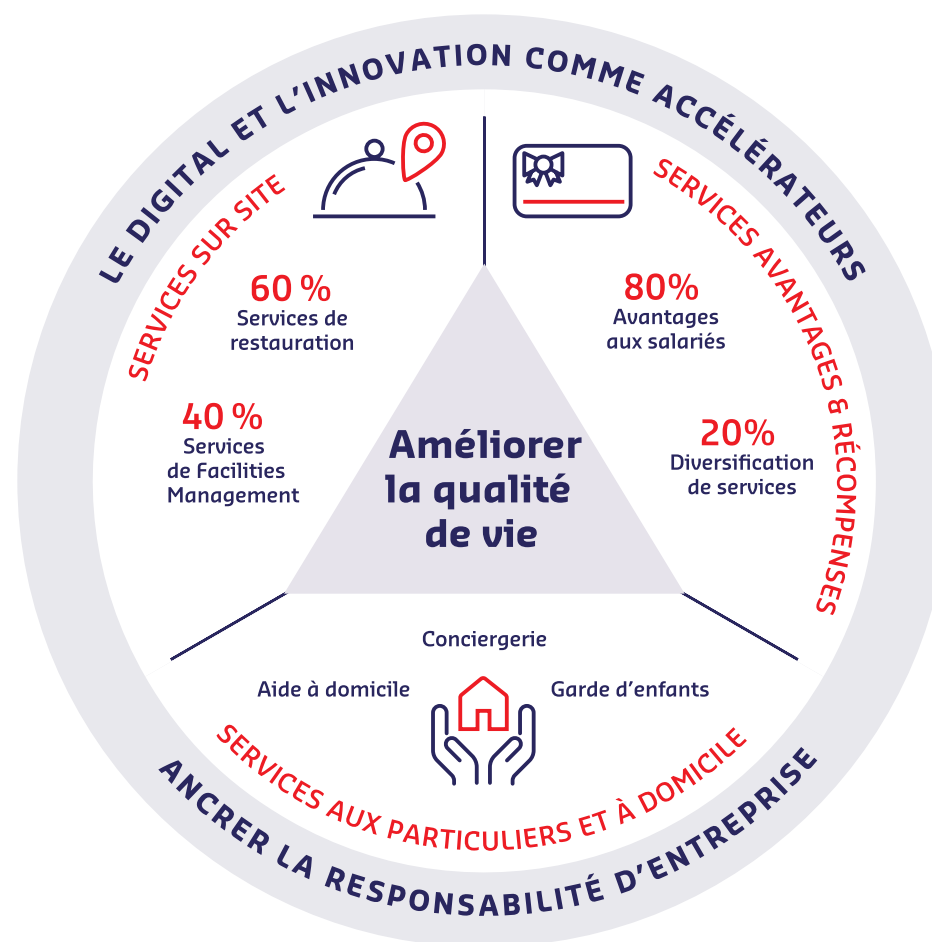 LE DIGITAL ET L’INNOVATION COMME ACCÉLÉRATEURS
SERVICES SUR SITE
60 %
Services de
restauration
40 %
Services
de Facilities
Management
SERVICES AVANTAGES & RÉCOMPENSES
80%
Avantages
aux salariés
20%
Diversification
de services
Améliorer
la qualité
de vie
Conciergerie
Aide à domicile
Garde d’enfants
SERVICES AUX PARTICULIERS ET À DOMICILE
ANCRER LA RESPONSABILITÉ D’ENTREPRISE